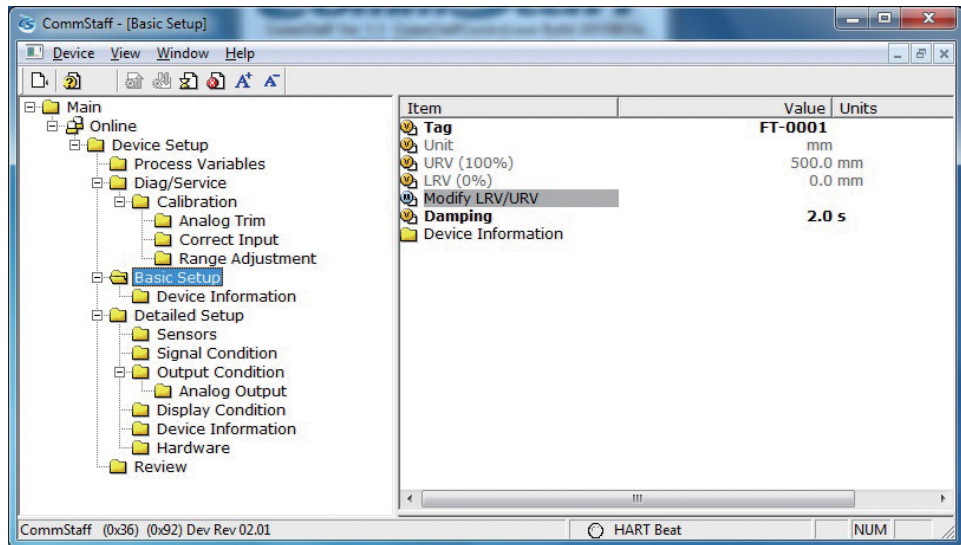 CommStaff - [Basic Setup]
Device View Window Help
Main
Online
Device Setup
Process Variables
Diag/Service
Calibration
Analog Trim
Correct Input
Range Adjustment
Basic Setup
Device Information
Detailed Setup
Sensors
Signal Condition
Output Condition
Analog Output
Display Condition
Device Information
Hardware
Review
Item Value Units
Tag FT-0001
Unit mm
URV (100%) 500.0 mm
LRV (0%) 0.0 mm
Modify LRV/URV
Damping 2.0 s
Device Information
CommStaff (0x36) (0x92) Dev Rev 02.01 HART Beat NUM